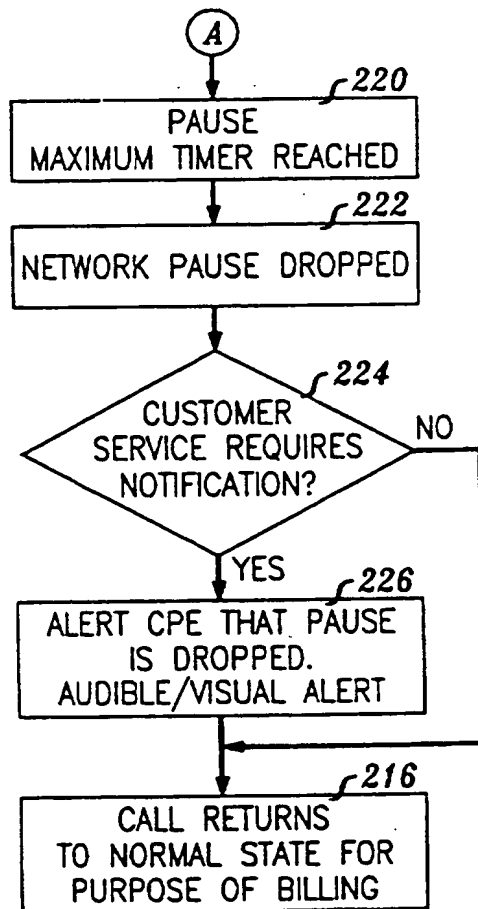 A
220
PAUSE
MAXIMUM TIMER REACHED
222
NETWORK PAUSE DROPPED
224
CUSTOMER
SERVICE REQUIRES
NOTIFICATION?
NO
YES
226
ALERT CPE THAT PAUSE
IS DROPPED.
AUDIBLE/VISUAL ALERT
216
CALL RETURNS
TO NORMAL STATE FOR
PURPOSE OF BILLING